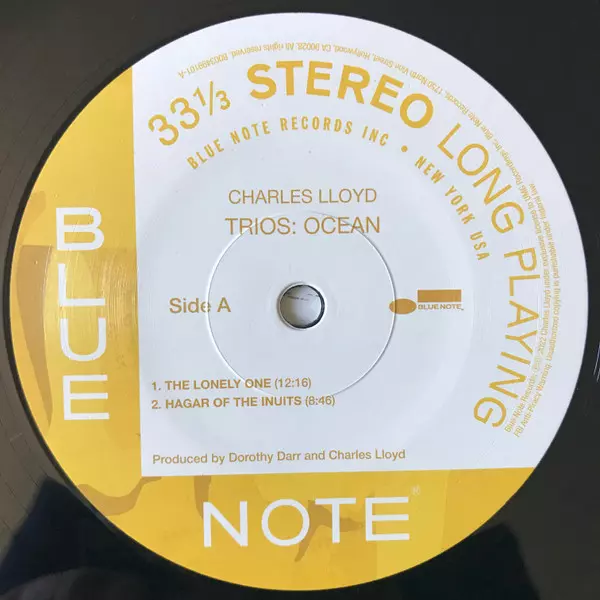 33⅓ STEREO LONG PLAYING
BLUE NOTE RECORDS INC • NEW YORK USA
CHARLES LLOYD
TRIOS: OCEAN
Side A
BLUE NOTE
1. THE LONELY ONE (12:16)
2. HAGAR OF THE INUITS (8:46)
Produced by Dorothy Darr and Charles Lloyd
BLUE
NOTE®